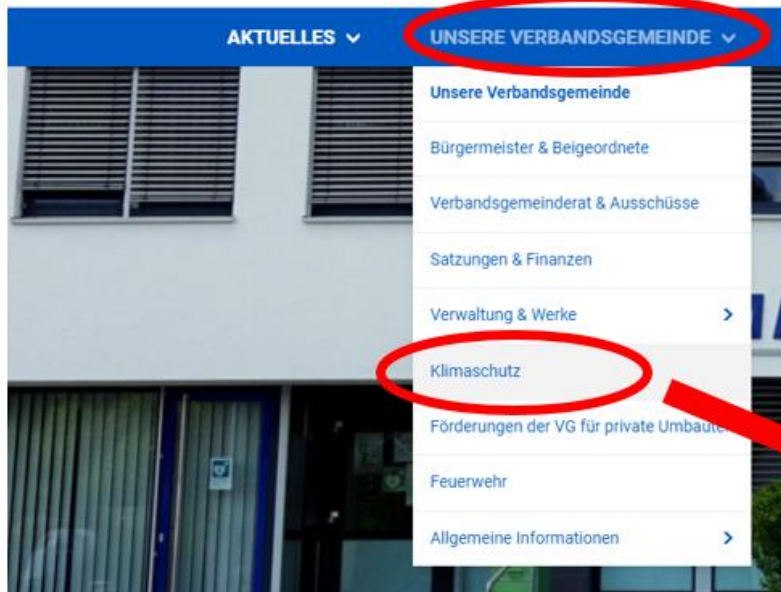 AKTUELLES
UNSERE VERBANDSGEMEINDE
Unsere Verbandsgemeinde
Bürgermeister & Beigeordnete
Verbandsgemeinderat & Ausschüsse
Satzungen & Finanzen
Verwaltung & Werke
Klimaschutz
Förderungen der VG für private
Feuerwehr
Allgemeine Informationen